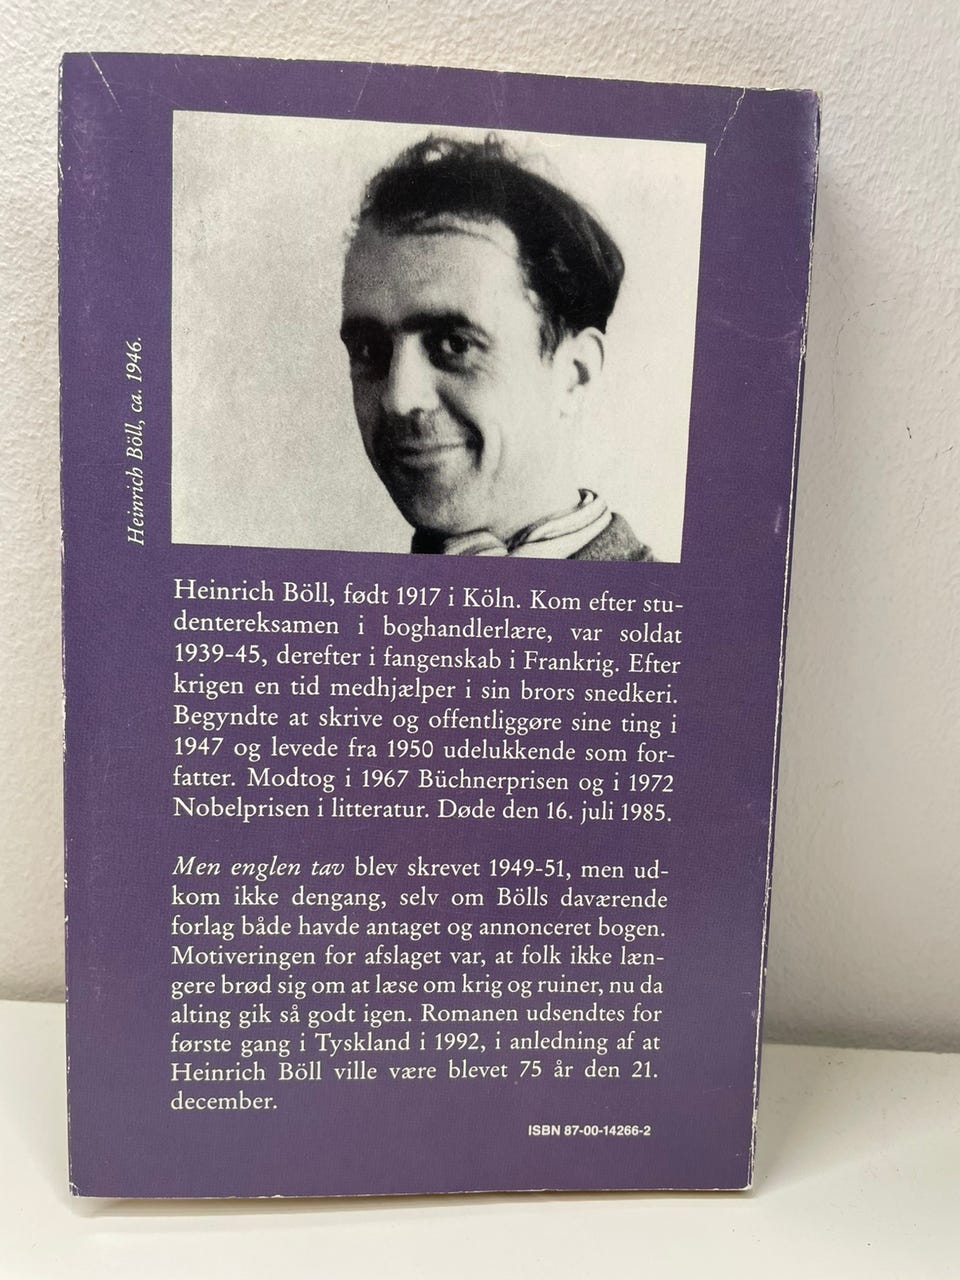 Heinrich Böll, ca. 1946.
Heinrich Böll, født 1917 i Köln. Kom efter stu-
dentereksamen i boghandlerlære, var soldat
1939-45, derefter i fangenskab i Frankrig. Efter
krigen en tid medhjælper i sin brors snedkeri.
Begyndte at skrive og offentliggøre sine ting i
1947 og levede fra 1950 udelukkende som for-
fatter. Modtog i 1967 Büchnerprisen og i 1972
Nobelprisen i litteratur. Døde den 16. juli 1985.
Men englen tav blev skrevet 1949-51, men ud-
kom ikke dengang, selv om Bölls daværende
forlag både havde antaget og annonceret bogen.
Motiveringen for afslaget var, at folk ikke læn-
gere brød sig om at læse om krig og ruiner, nu da
alting gik så godt igen. Romanen udsendtes for
første gang i Tyskland i 1992, i anledning af at
Heinrich Böll ville være blevet 75 år den 21.
december.
ISBN 87-00-14266-2